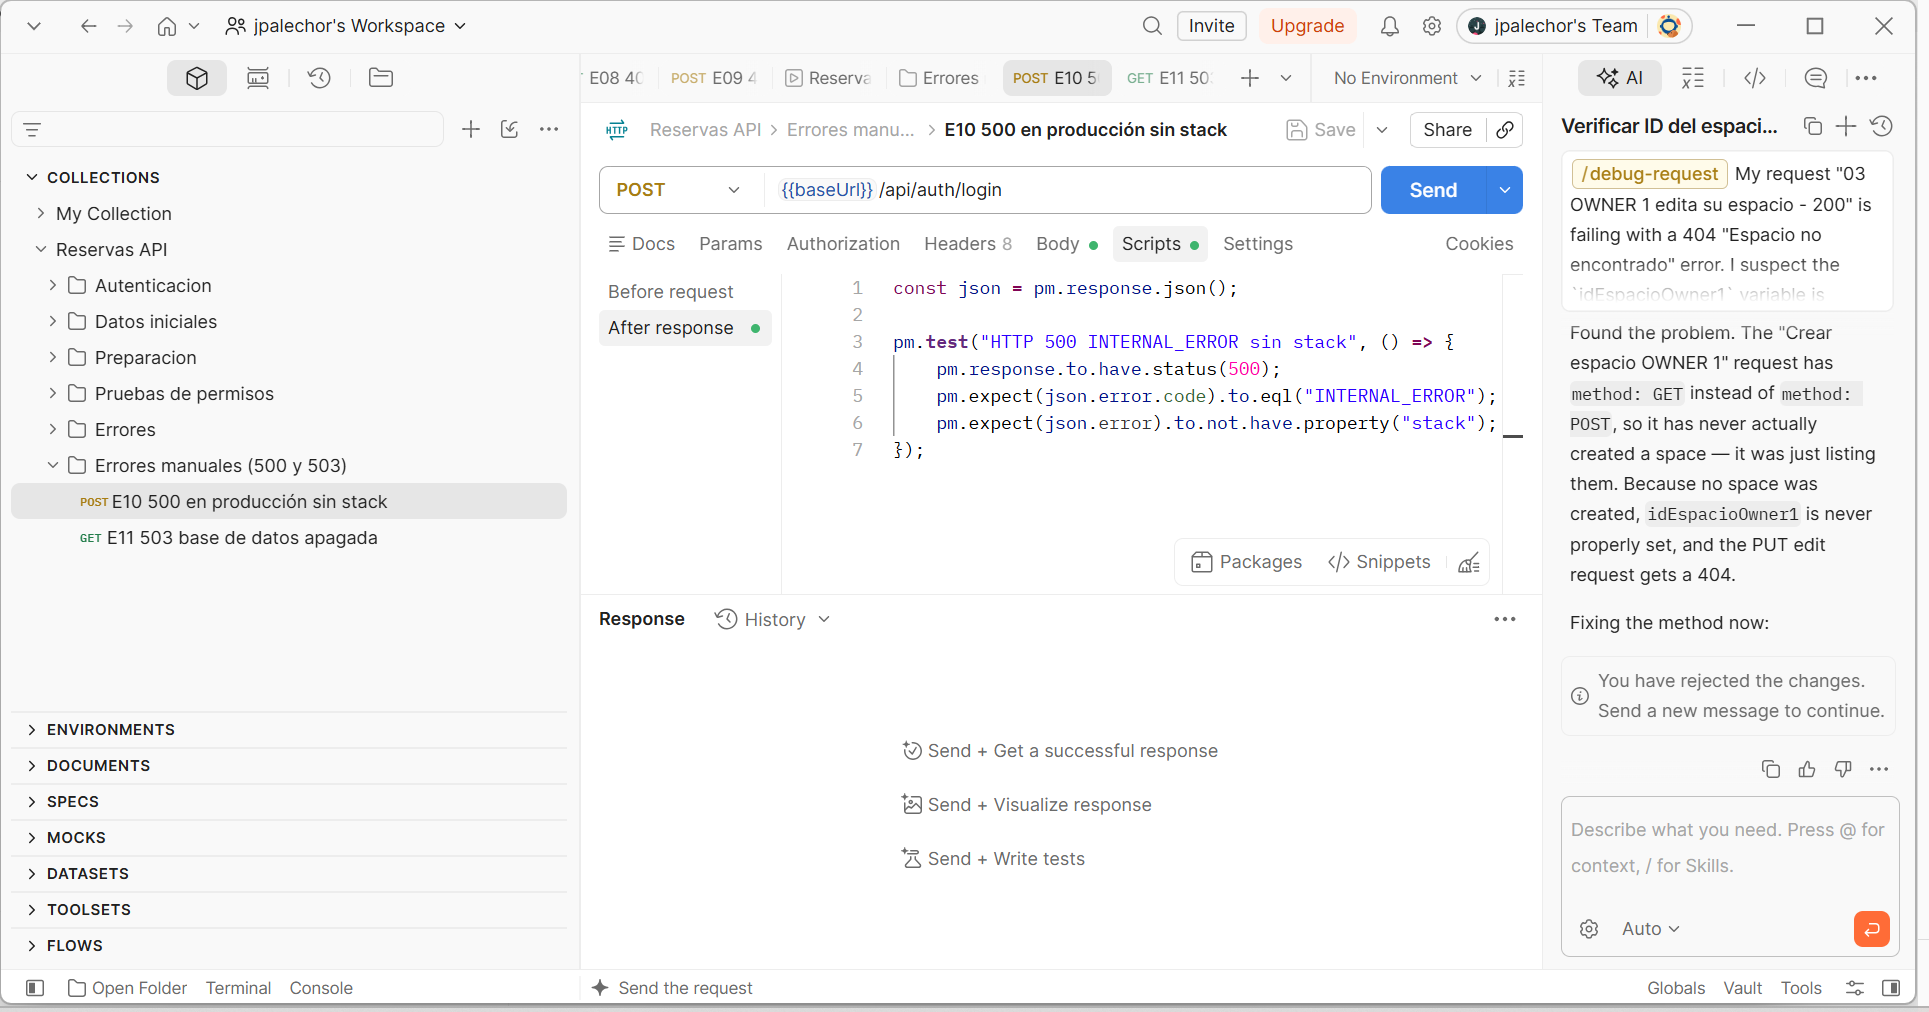 jpalechor's Workspace
Invite
Upgrade
jpalechor's Team
E08 40
POST E09 4
Reserva
Errores
POST E10 5
GET E11 50
No Environment
AI
COLLECTIONS
My Collection
Reservas API
Autenticacion
Datos iniciales
Preparacion
Pruebas de permisos
Errores
Errores manuales (500 y 503)
POST E10 500 en producción sin stack
GET E11 503 base de datos apagada
ENVIRONMENTS
DOCUMENTS
SPECS
MOCKS
DATASETS
TOOLSETS
FLOWS
HTTP Reservas API > Errores manu... > E10 500 en producción sin stack
Save
Share
POST
{{baseUrl}} /api/auth/login
Send
Docs
Params
Authorization
Headers 8
Body
Scripts
Settings
Cookies
Before request
After response
1 const json = pm.response.json();
2
3 pm.test("HTTP 500 INTERNAL_ERROR sin stack", () => {
4 pm.response.to.have.status(500);
5 pm.expect(json.error.code).to.eql("INTERNAL_ERROR");
6 pm.expect(json.error).to.not.have.property("stack");
7 });
Packages
Snippets
Response
History
Send + Get a successful response
Send + Visualize response
Send + Write tests
Verificar ID del espaci...
/debug-request My request "03
OWNER 1 edita su espacio - 200" is
failing with a 404 "Espacio no
encontrado" error. I suspect the
`idEspacioOwner1` variable is
Found the problem. The "Crear
espacio OWNER 1" request has
method: GET instead of method:
POST, so it has never actually
created a space — it was just listing
them. Because no space was
created, idEspacioOwner1 is never
properly set, and the PUT edit
request gets a 404.
Fixing the method now:
You have rejected the changes.
Send a new message to continue.
Describe what you need. Press @ for
context, / for Skills.
Auto
Open Folder
Terminal
Console
Send the request
Globals
Vault
Tools